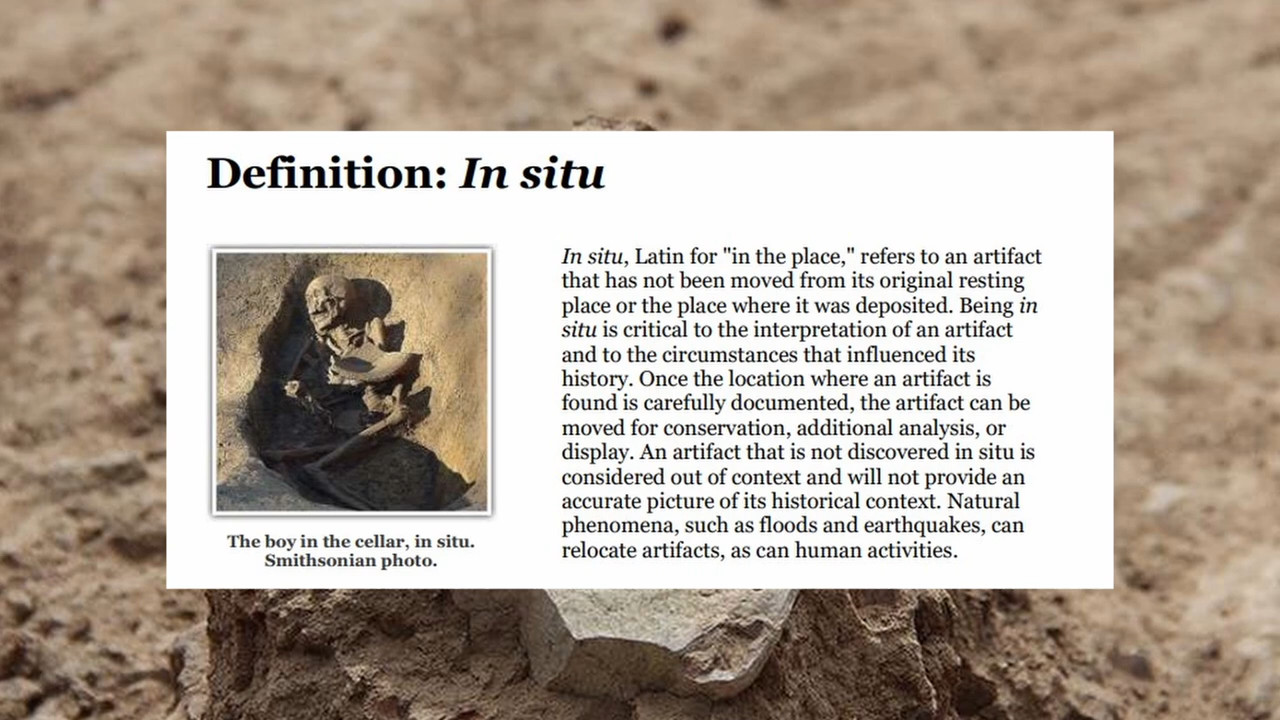 Definition: In situ
In situ, Latin for "in the place," refers to an artifact
that has not been moved from its original resting
place or the place where it was deposited. Being in
situ is critical to the interpretation of an artifact
and to the circumstances that influenced its
history. Once the location where an artifact is
found is carefully documented, the artifact can be
moved for conservation, additional analysis, or
display. An artifact that is not discovered in situ is
considered out of context and will not provide an
accurate picture of its historical context. Natural
phenomena, such as floods and earthquakes, can
relocate artifacts, as can human activities.
The boy in the cellar, in situ.
Smithsonian photo.